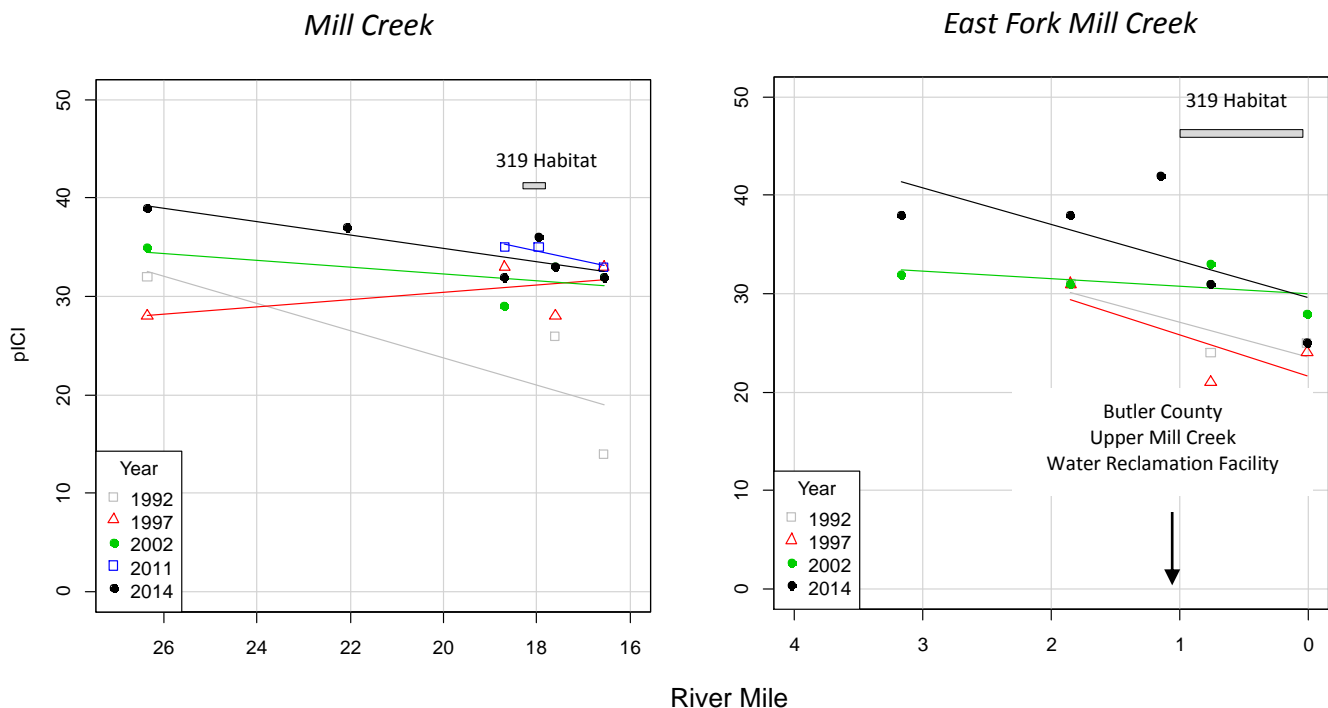 Mill Creek
East Fork Mill Creek
50
40
30
20
10
0
pICI
319 Habitat
Year
1992
1997
2002
2011
2014
26
24
22
20
18
16
50
40
30
20
10
0
319 Habitat
Butler County
Upper Mill Creek
Water Reclamation Facility
Year
1992
1997
2002
2014
4
3
2
1
0
River Mile